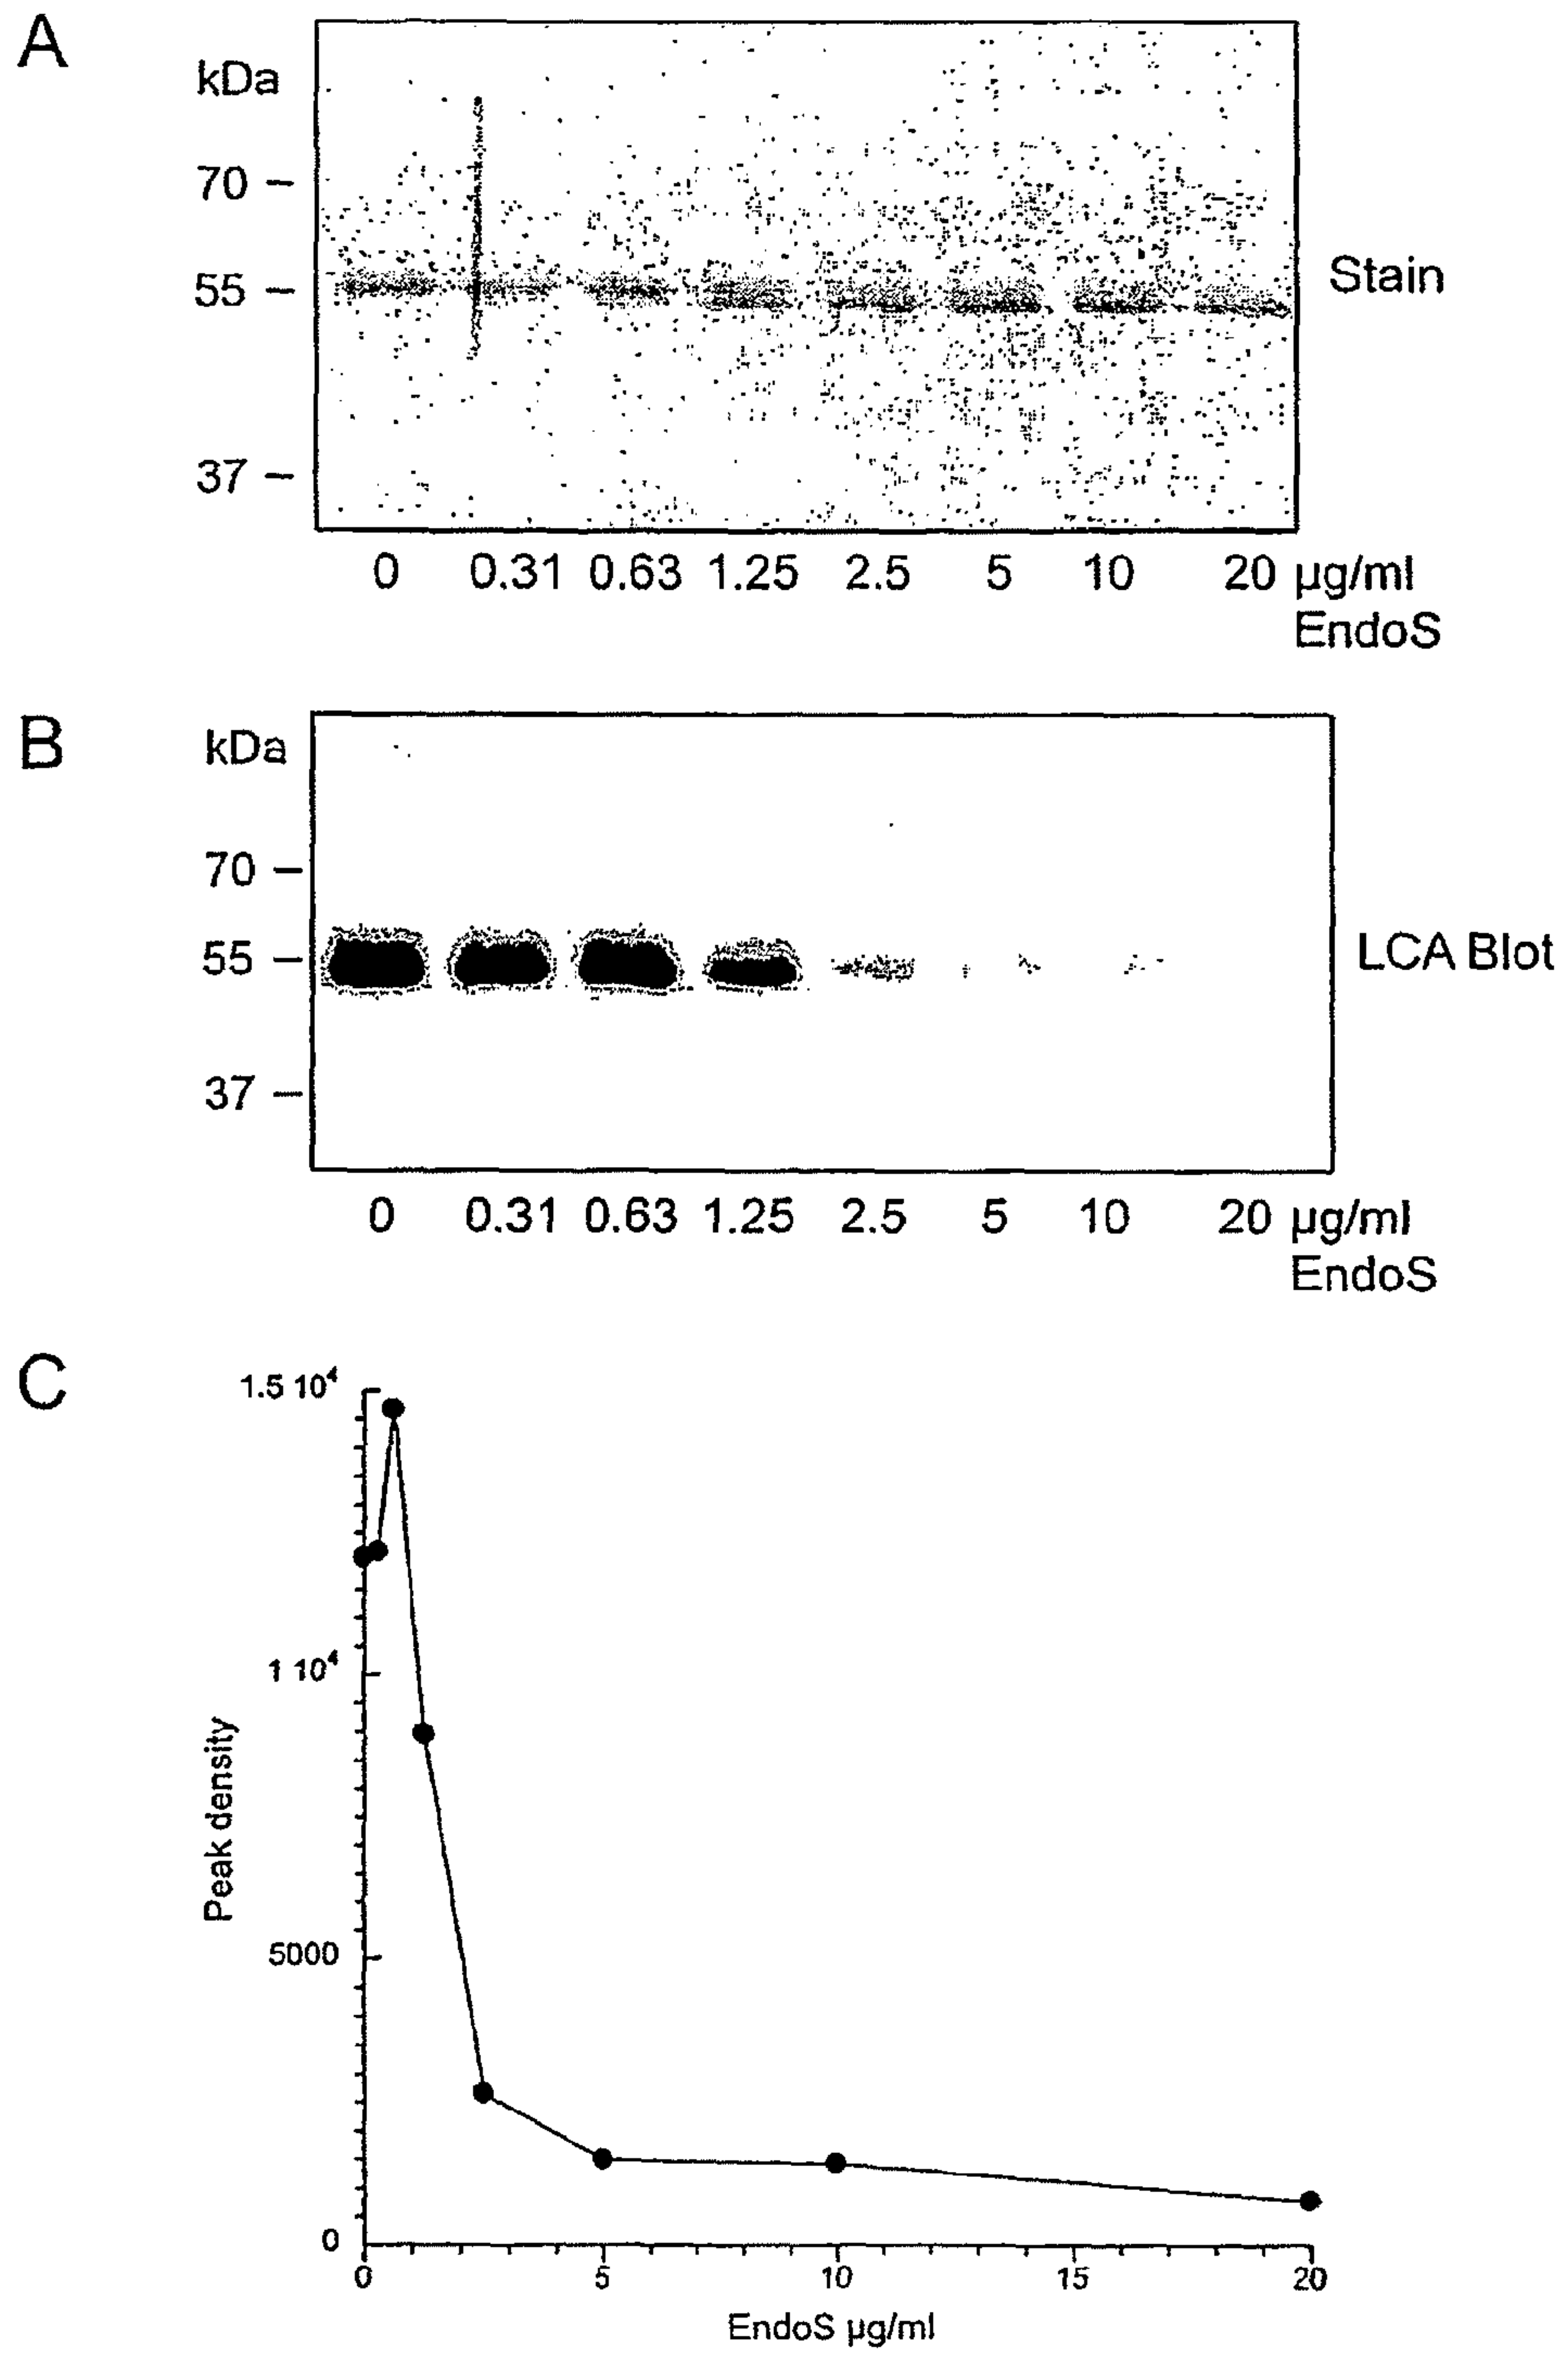 A
kDa
70
55
37
Stain
0 0.31 0.63 1.25 2.5 5 10 20 µg/ml
EndoS
B
kDa
70
55
37
LCA Blot
0 0.31 0.63 1.25 2.5 5 10 20 µg/ml
EndoS
C
1.5 10⁴
1 10⁴
5000
0
Peak density
0 5 10 15 20
EndoS µg/ml